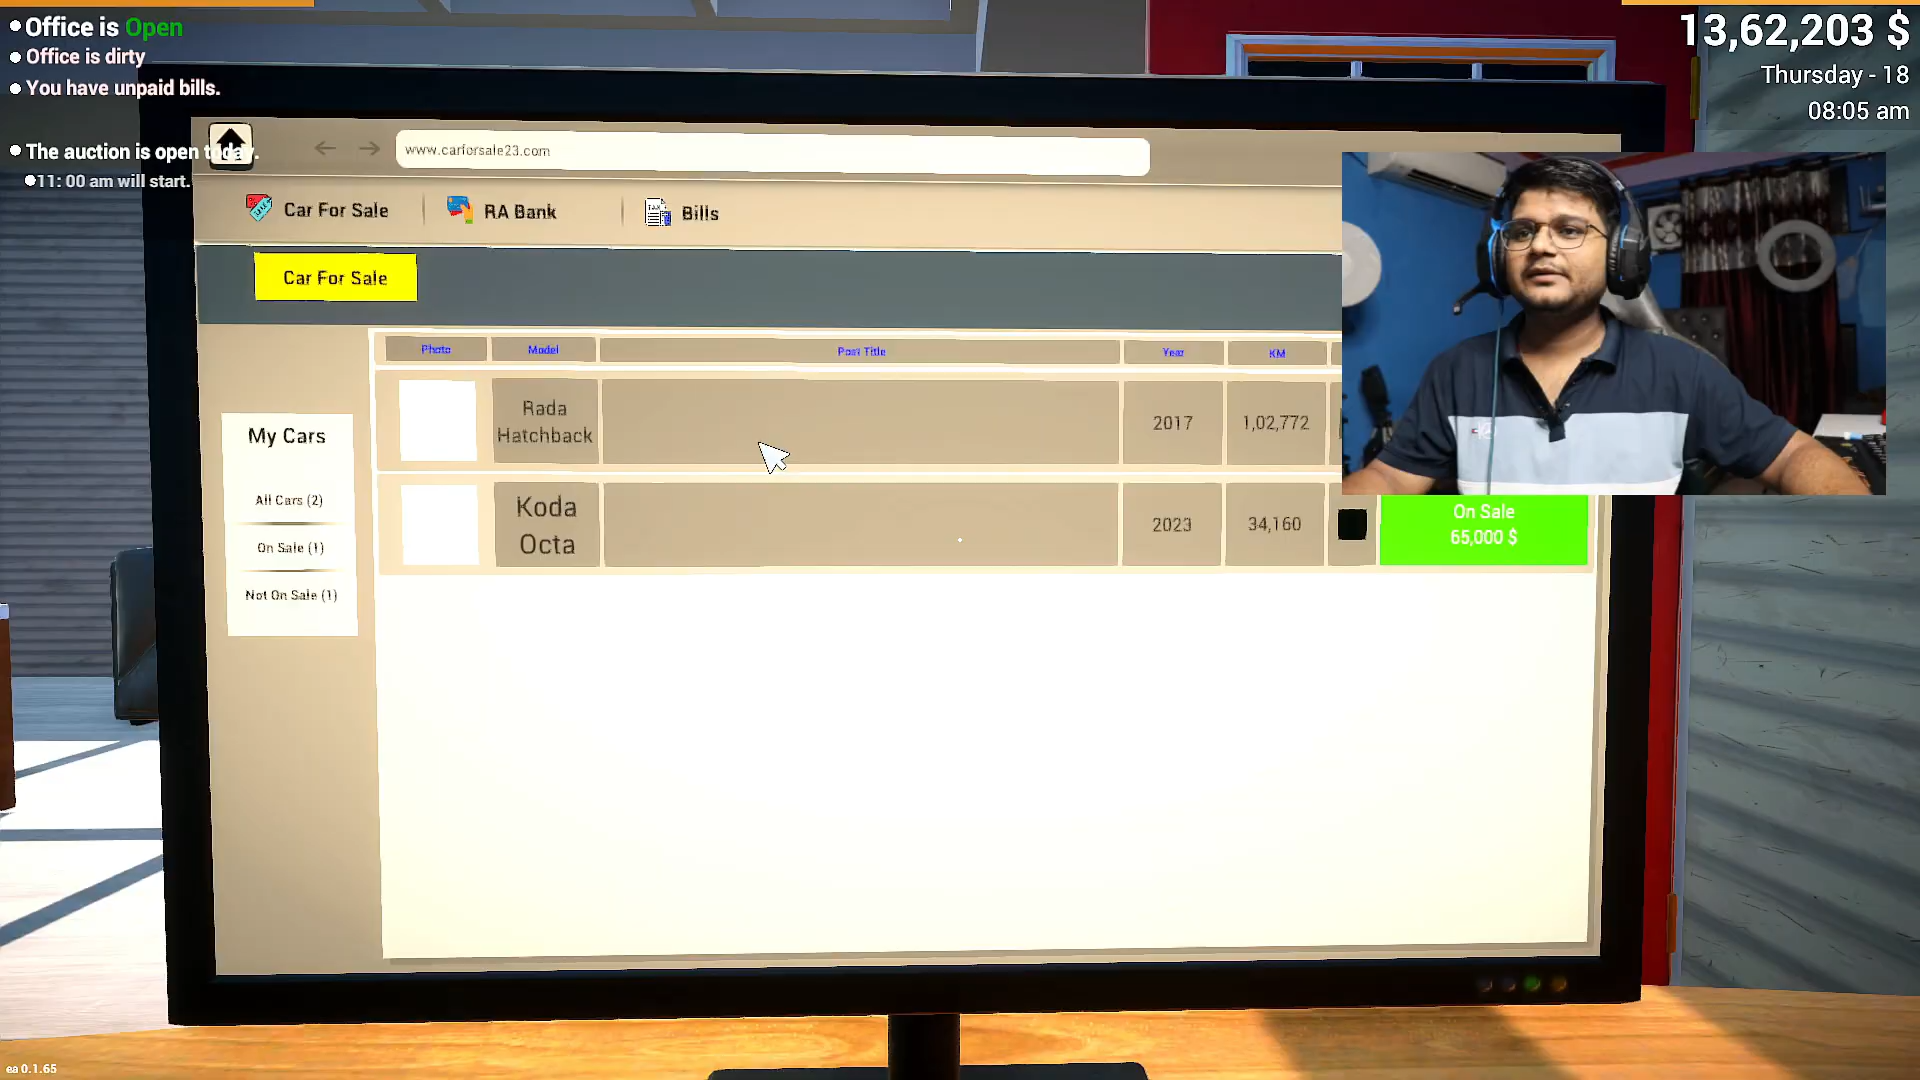 Office is Open
Office is dirty
You have unpaid bills.
The auction is open today.
11: 00 am will start.
13,62,203 $
Thursday - 18
08:05 am
www.carforsale23.com
Car For Sale
RA Bank
Bills
Car For Sale
Photo
Model
Post Title
Year
KM
My Cars
All Cars (2)
On Sale (1)
Not On Sale (1)
Rada
Hatchback
2017
1,02,772
Koda
Octa
2023
34,160
On Sale
65,000 $
ea 0.1.65